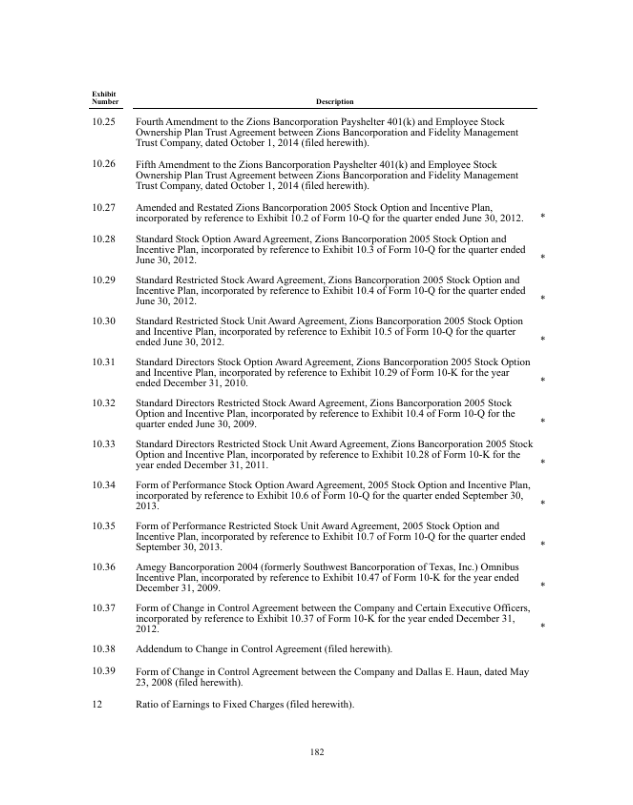 Exhibit
Number
Description
10.25 Fourth Amendment to the Zions Bancorporation Payshelter 401(k) and Employee Stock
Ownership Plan Trust Agreement between Zions Bancorporation and Fidelity Management
Trust Company, dated October 1, 2014 (filed herewith).
10.26 Fifth Amendment to the Zions Bancorporation Payshelter 401(k) and Employee Stock
Ownership Plan Trust Agreement between Zions Bancorporation and Fidelity Management
Trust Company, dated October 1, 2014 (filed herewith).
10.27 Amended and Restated Zions Bancorporation 2005 Stock Option and Incentive Plan,
incorporated by reference to Exhibit 10.2 of Form 10-Q for the quarter ended June 30, 2012. *
10.28 Standard Stock Option Award Agreement, Zions Bancorporation 2005 Stock Option and
Incentive Plan, incorporated by reference to Exhibit 10.3 of Form 10-Q for the quarter ended
June 30, 2012. *
10.29 Standard Restricted Stock Award Agreement, Zions Bancorporation 2005 Stock Option and
Incentive Plan, incorporated by reference to Exhibit 10.4 of Form 10-Q for the quarter ended
June 30, 2012. *
10.30 Standard Restricted Stock Unit Award Agreement, Zions Bancorporation 2005 Stock Option
and Incentive Plan, incorporated by reference to Exhibit 10.5 of Form 10-Q for the quarter
ended June 30, 2012. *
10.31 Standard Directors Stock Option Award Agreement, Zions Bancorporation 2005 Stock Option
and Incentive Plan, incorporated by reference to Exhibit 10.29 of Form 10-K for the year
ended December 31, 2010. *
10.32 Standard Directors Restricted Stock Award Agreement, Zions Bancorporation 2005 Stock
Option and Incentive Plan, incorporated by reference to Exhibit 10.4 of Form 10-Q for the
quarter ended June 30, 2009. *
10.33 Standard Directors Restricted Stock Unit Award Agreement, Zions Bancorporation 2005 Stock
Option and Incentive Plan, incorporated by reference to Exhibit 10.28 of Form 10-K for the
year ended December 31, 2011. *
10.34 Form of Performance Stock Option Award Agreement, 2005 Stock Option and Incentive Plan,
incorporated by reference to Exhibit 10.6 of Form 10-Q for the quarter ended September 30,
2013. *
10.35 Form of Performance Restricted Stock Unit Award Agreement, 2005 Stock Option and
Incentive Plan, incorporated by reference to Exhibit 10.7 of Form 10-Q for the quarter ended
September 30, 2013. *
10.36 Amegy Bancorporation 2004 (formerly Southwest Bancorporation of Texas, Inc.) Omnibus
Incentive Plan, incorporated by reference to Exhibit 10.47 of Form 10-K for the year ended
December 31, 2009. *
10.37 Form of Change in Control Agreement between the Company and Certain Executive Officers,
incorporated by reference to Exhibit 10.37 of Form 10-K for the year ended December 31,
2012. *
10.38 Addendum to Change in Control Agreement (filed herewith).
10.39 Form of Change in Control Agreement between the Company and Dallas E. Haun, dated May
23, 2008 (filed herewith).
12 Ratio of Earnings to Fixed Charges (filed herewith).
182